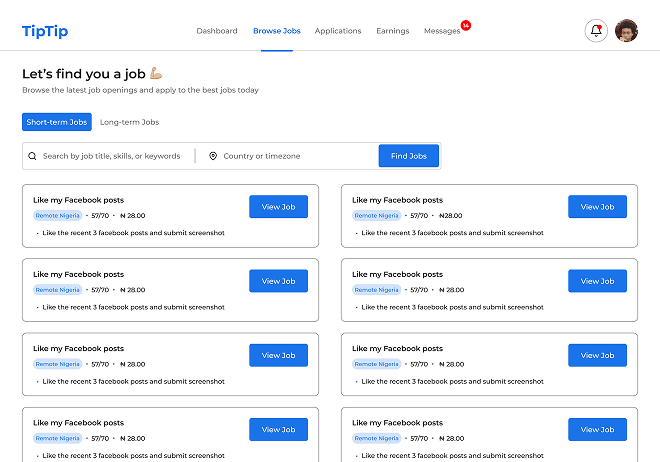 TipTip
Dashboard Browse Jobs Applications Earnings Messages 14
Let's find you a job 💪🏼
Browse the latest job openings and apply to the best jobs today
Short-term Jobs Long-term Jobs
Search by job title, skills, or keywords Country or timezone Find Jobs
Like my Facebook posts
Remote Nigeria • 57/70 • ₦ 28.00
• Like the recent 3 facebook posts and submit screenshot
View Job
Like my Facebook posts
Remote Nigeria • 57/70 • ₦28.00
• Like the recent 3 facebook posts and submit screenshot
View Job
Like my Facebook posts
Remote Nigeria • 57/70 • ₦ 28.00
• Like the recent 3 facebook posts and submit screenshot
View Job
Like my Facebook posts
Remote Nigeria • 57/70 • ₦ 28.00
• Like the recent 3 facebook posts and submit screenshot
View Job
Like my Facebook posts
Remote Nigeria • 57/70 • ₦ 28.00
• Like the recent 3 facebook posts and submit screenshot
View Job
Like my Facebook posts
Remote Nigeria • 57/70 • ₦ 28.00
• Like the recent 3 facebook posts and submit screenshot
View Job
Like my Facebook posts
Remote Nigeria • 57/70 • ₦ 28.00
• Like the recent 3 facebook posts and submit screenshot
View Job
Like my Facebook posts
Remote Nigeria • 57/70 • ₦ 28.00
• Like the recent 3 facebook posts and submit screenshot
View Job